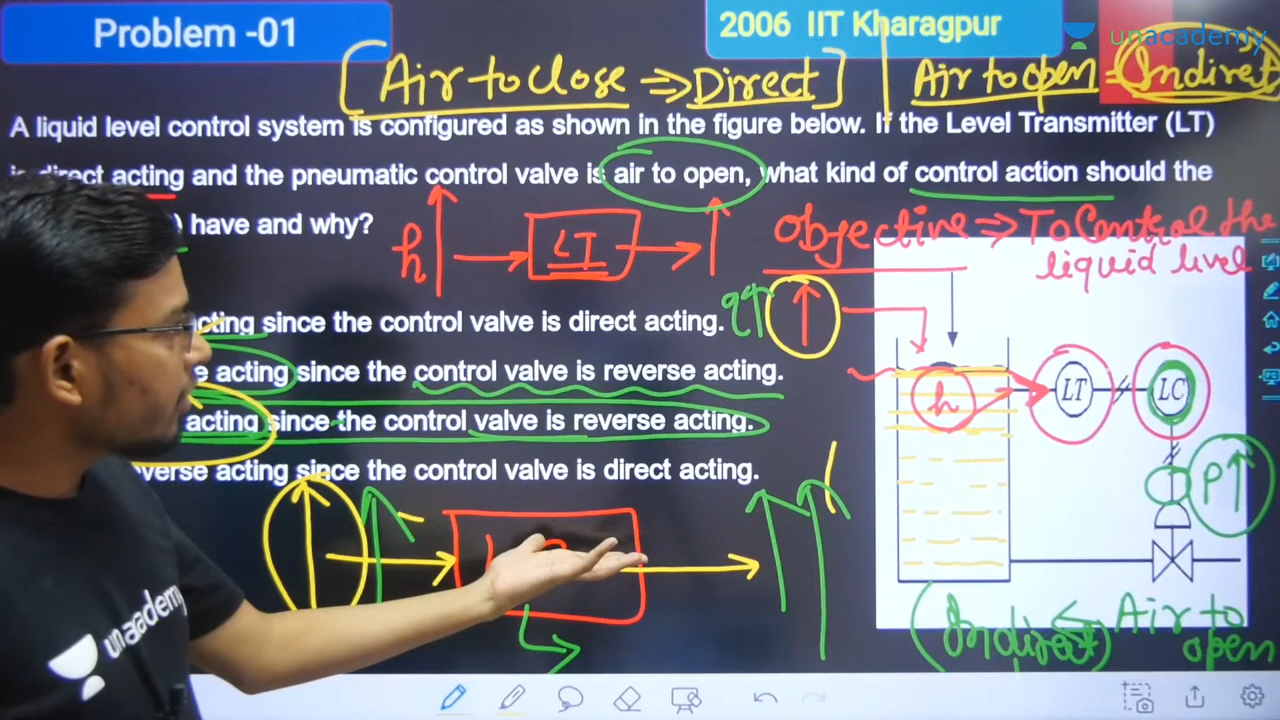 Problem -01
2006 IIT Kharagpur
unacademy
[Air to close ⇒ Direct]
Air to open = Indirect
A liquid level control system is configured as shown in the figure below. If the Level Transmitter (LT)
is direct acting and the pneumatic control valve is air to open, what kind of control action should the
have and why?
h
LT
Objective ⇒ To Control the
liquid level
acting since the control valve is direct acting.
q
acting since the control valve is reverse acting.
acting since the control valve is reverse acting.
verse acting since the control valve is direct acting.
h
LT
LC
P
(Indirect) ⇐ Air to
open
unacademy